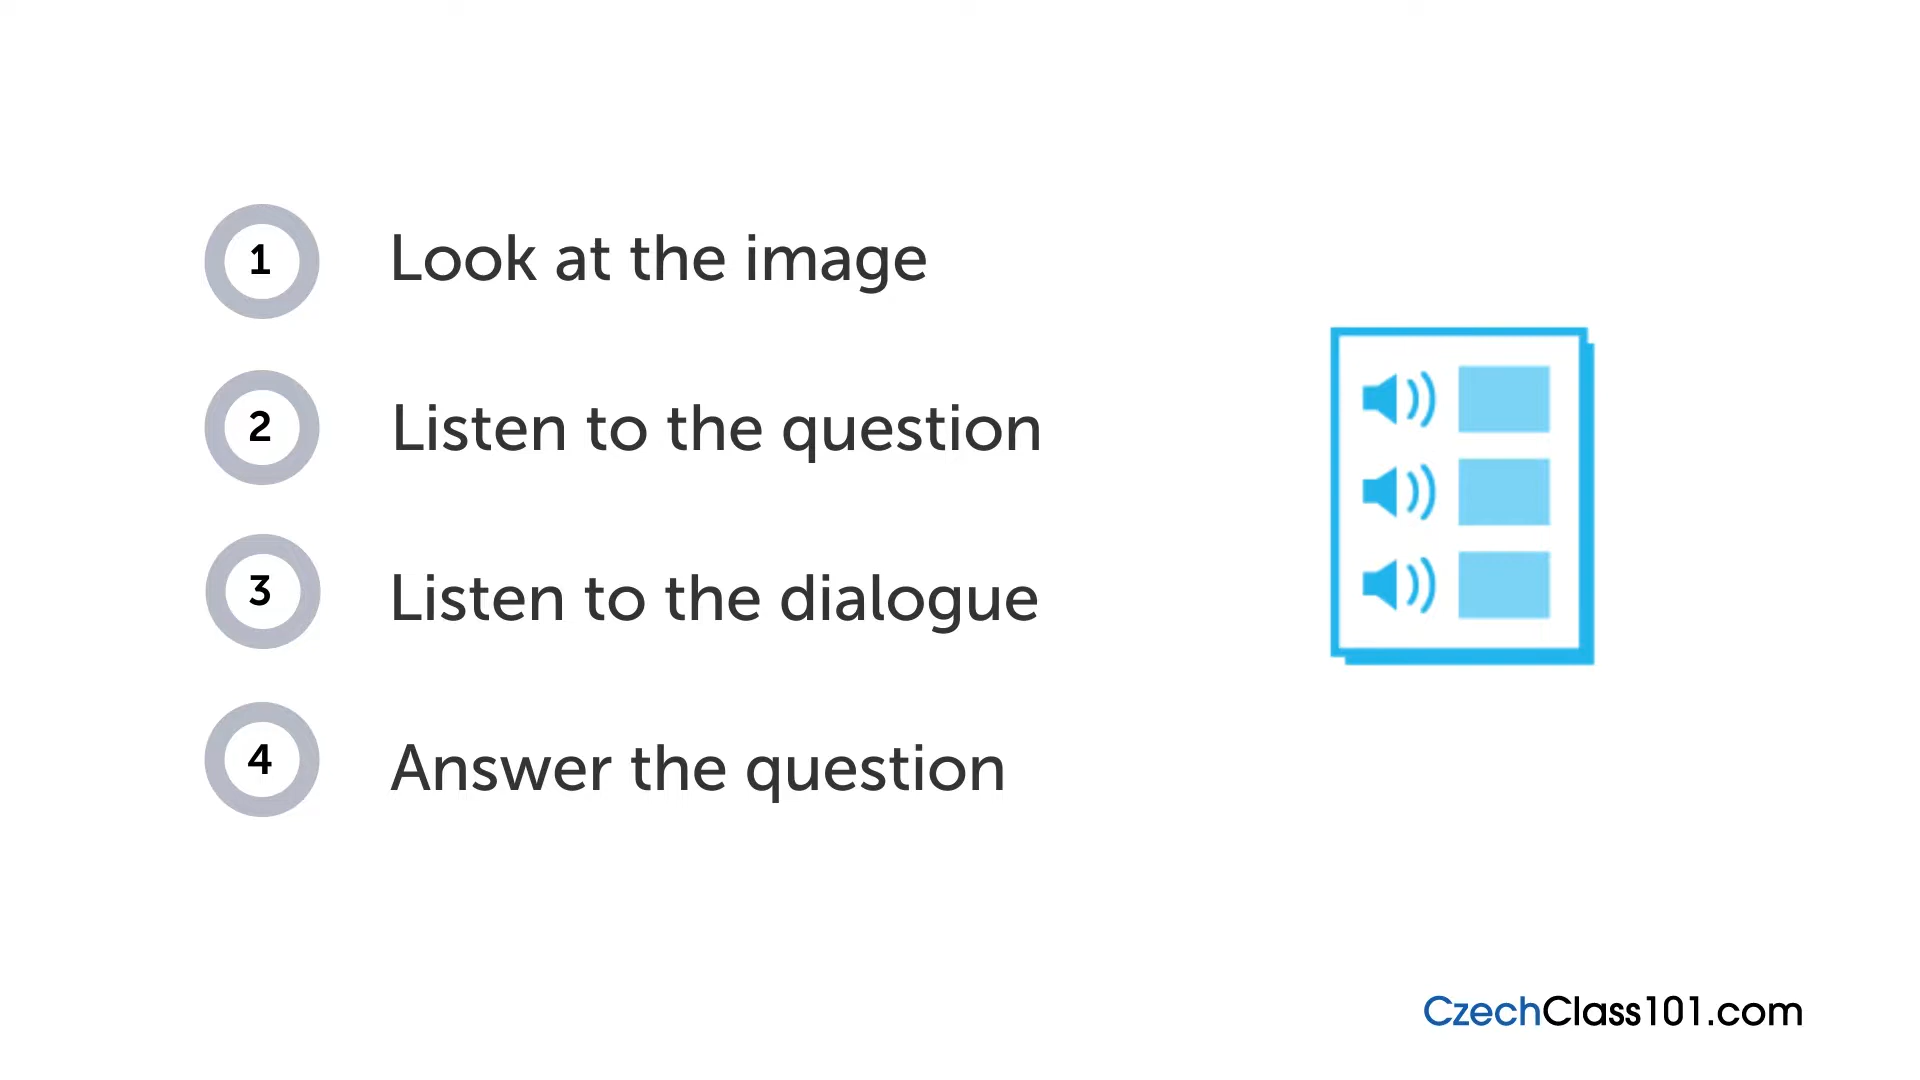 1 Look at the image
2 Listen to the question
3 Listen to the dialogue
4 Answer the question
CzechClass101.com